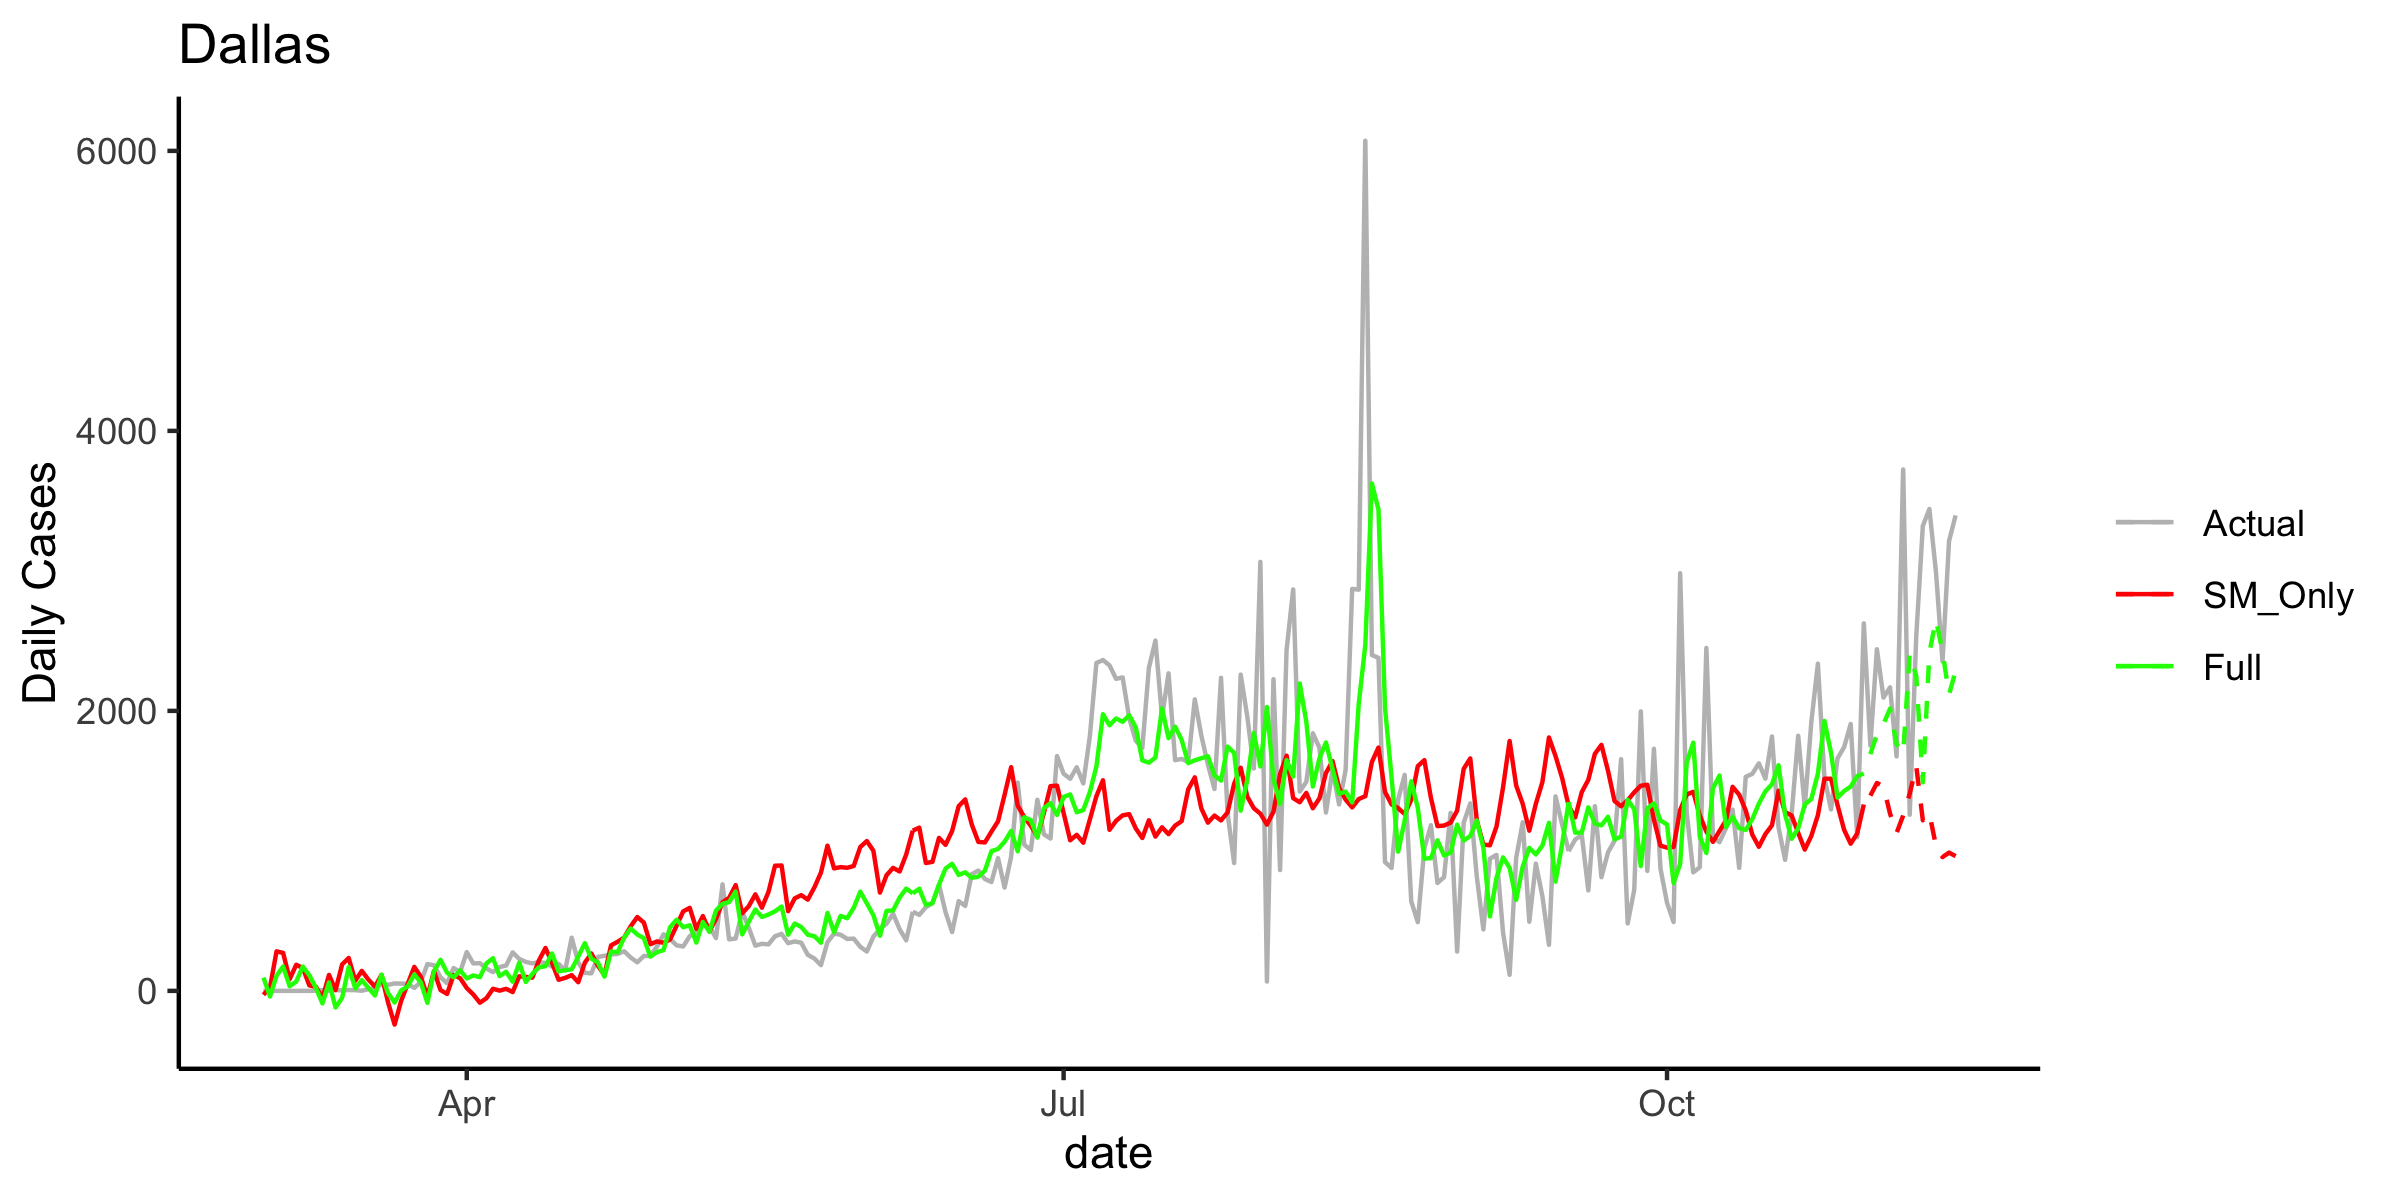 Dallas
6000
4000
2000
0
Daily Cases
Apr
Jul
Oct
date
Actual
SM_Only
Full